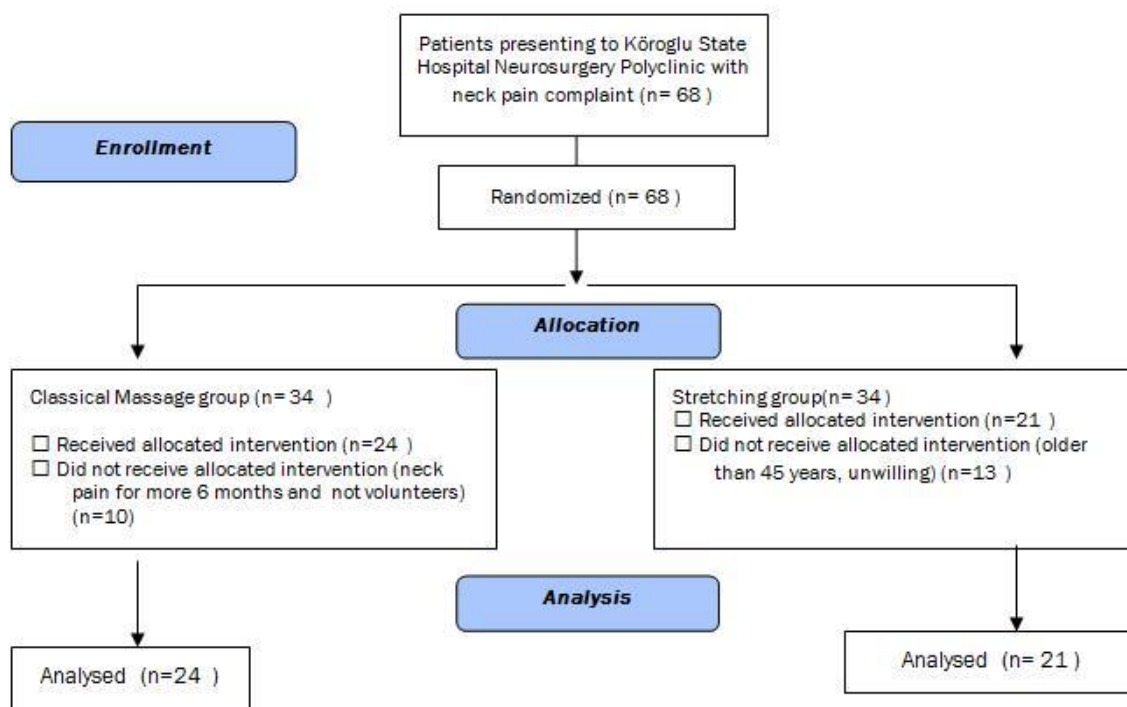 Patients presenting to Köroglu State
Hospital Neurosurgery Polyclinic with
neck pain complaint (n= 68 )
Enrollment
Randomized (n= 68 )
Allocation
Classical Massage group (n= 34 )
☐ Received allocated intervention (n=24 )
☐ Did not receive allocated intervention (neck
pain for more 6 months and not volunteers)
(n=10)
Stretching group(n= 34 )
☐ Received allocated intervention (n=21 )
☐ Did not receive allocated intervention (older
than 45 years, unwilling) (n=13 )
Analysis
Analysed (n=24 )
Analysed (n= 21 )